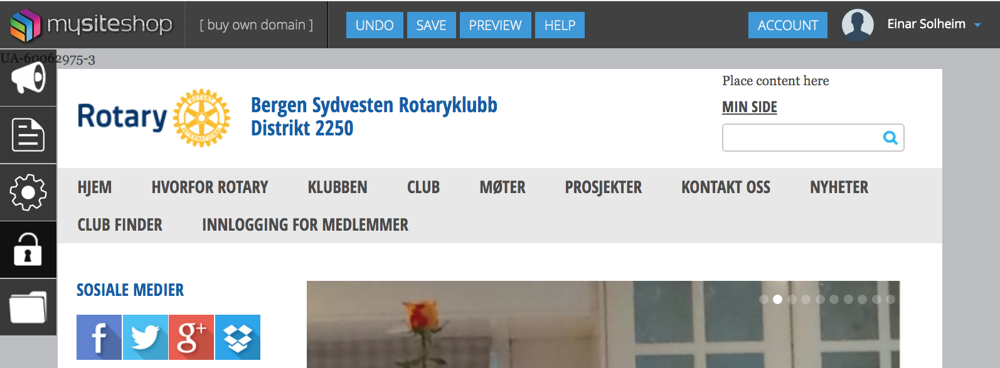 mysiteshop
[ buy own domain ]
UNDO
SAVE
PREVIEW
HELP
ACCOUNT
Einar Solheim
UA-60062975-3
Rotary
ROTARY
INTERNATIONAL
Bergen Sydvesten Rotaryklubb
Distrikt 2250
Place content here
MIN SIDE
HJEM
HVORFOR ROTARY
KLUBBEN
CLUB
MØTER
PROSJEKTER
KONTAKT OSS
NYHETER
CLUB FINDER
INNLOGGING FOR MEDLEMMER
SOSIALE MEDIER
f
g+